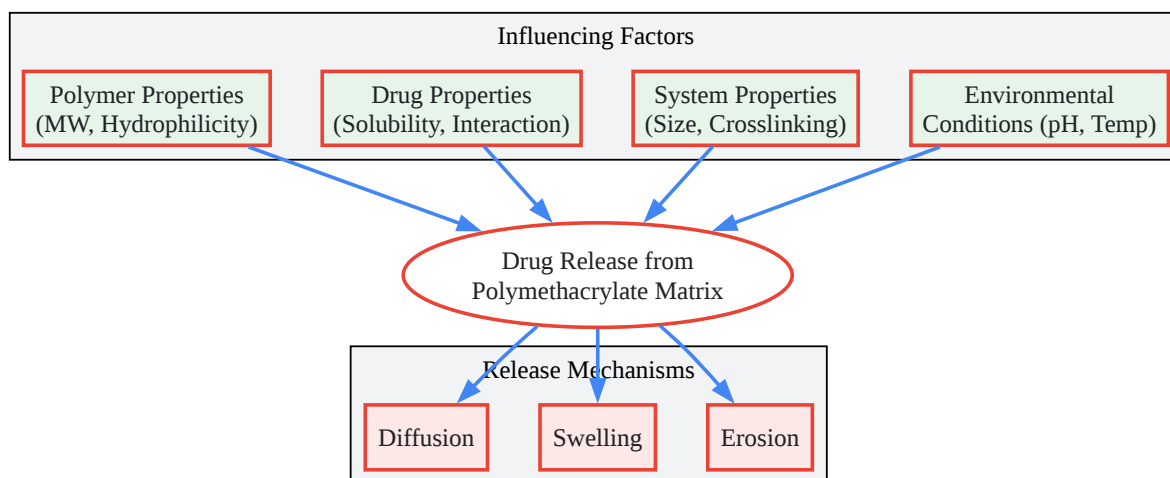 Influencing Factors
Polymer Properties
(MW, Hydrophilicity)
Drug Properties
(Solubility, Interaction)
System Properties
(Size, Crosslinking)
Environmental
Conditions (pH, Temp)
Drug Release from
Polymethacrylate Matrix
Release Mechanisms
Diffusion
Swelling
Erosion